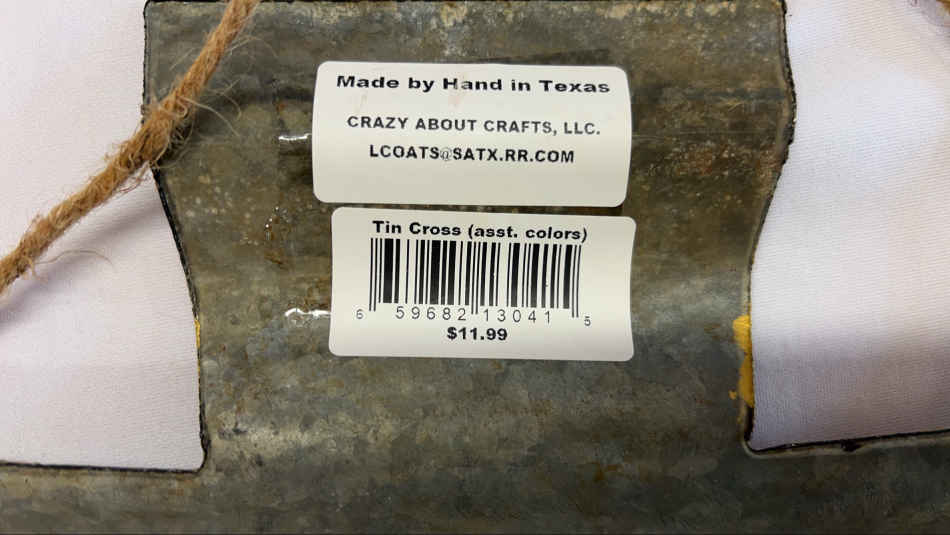 Made by Hand in Texas
CRAZY ABOUT CRAFTS, LLC.
LCOATS@SATX.RR.COM
Tin Cross (asst. colors)
6 59682 13041 5
$11.99